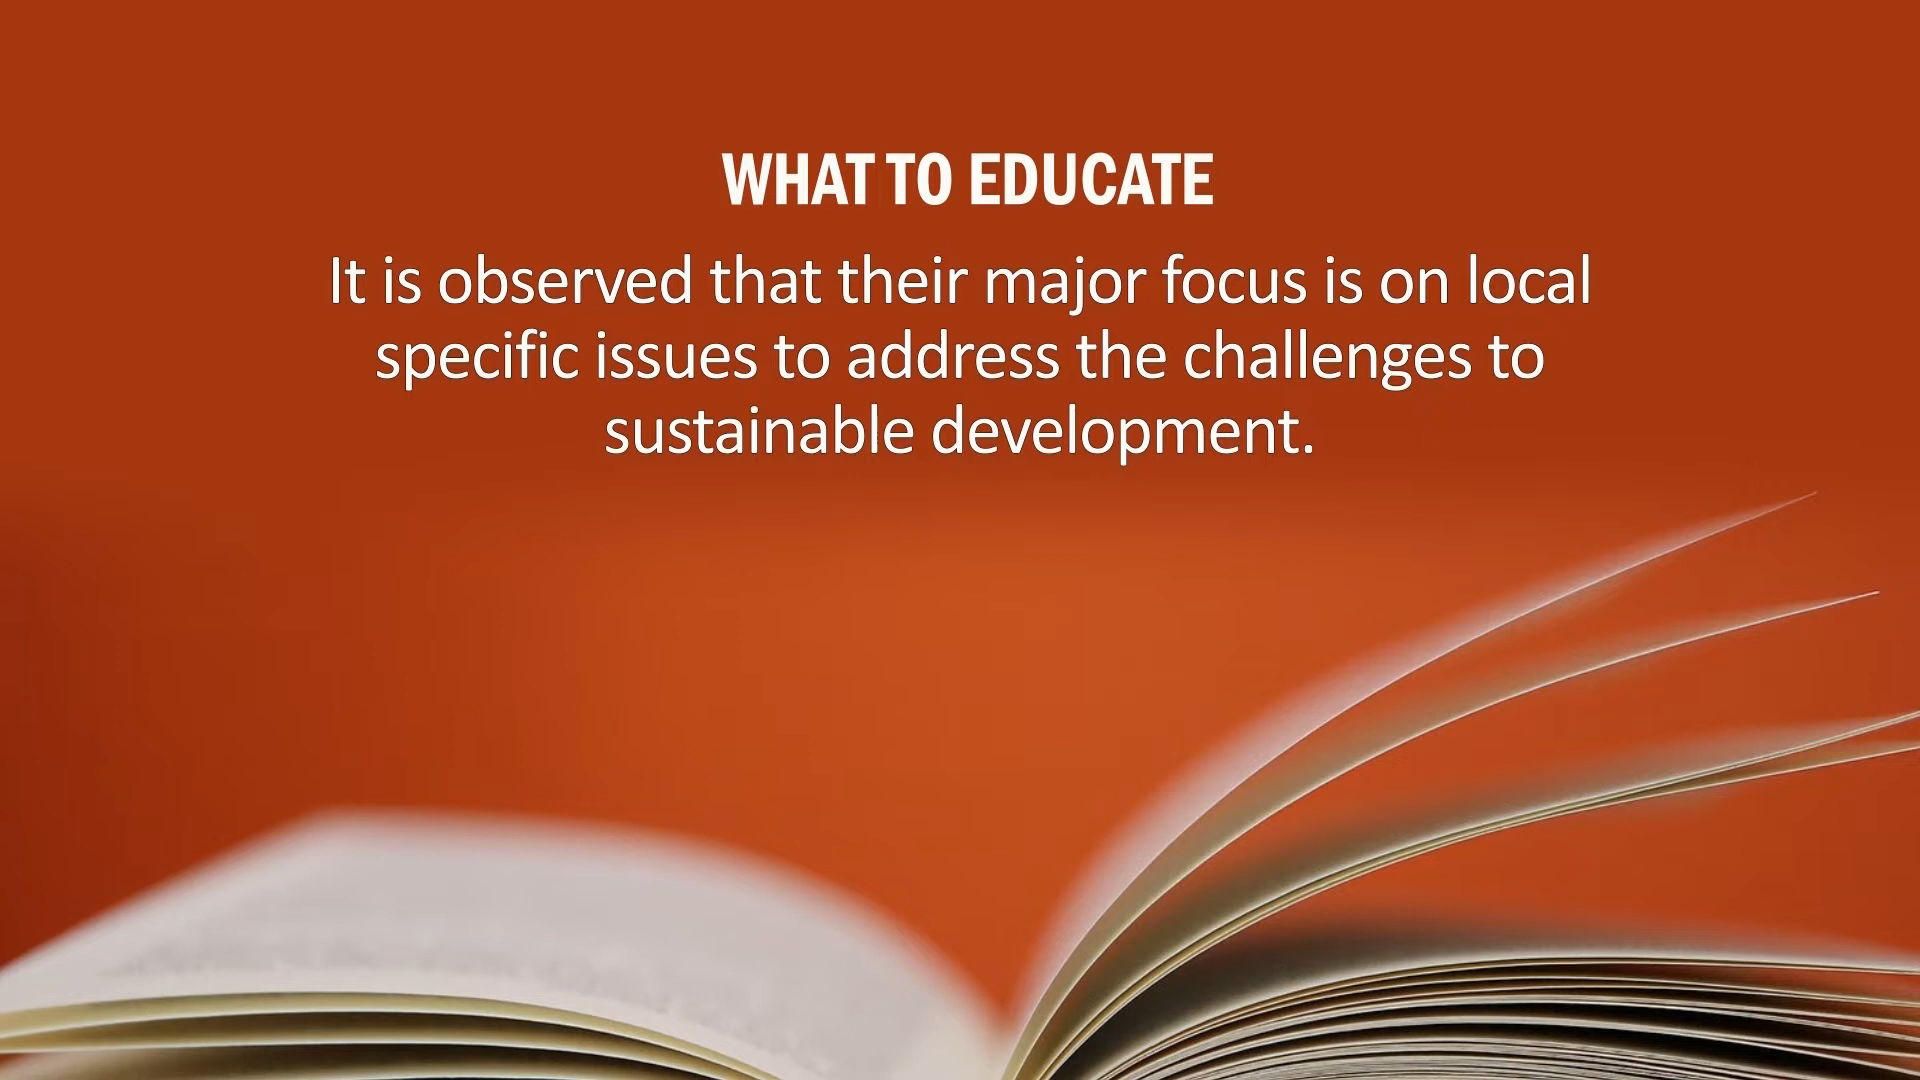 WHAT TO EDUCATE
It is observed that their major focus is on local
specific issues to address the challenges to
sustainable development.